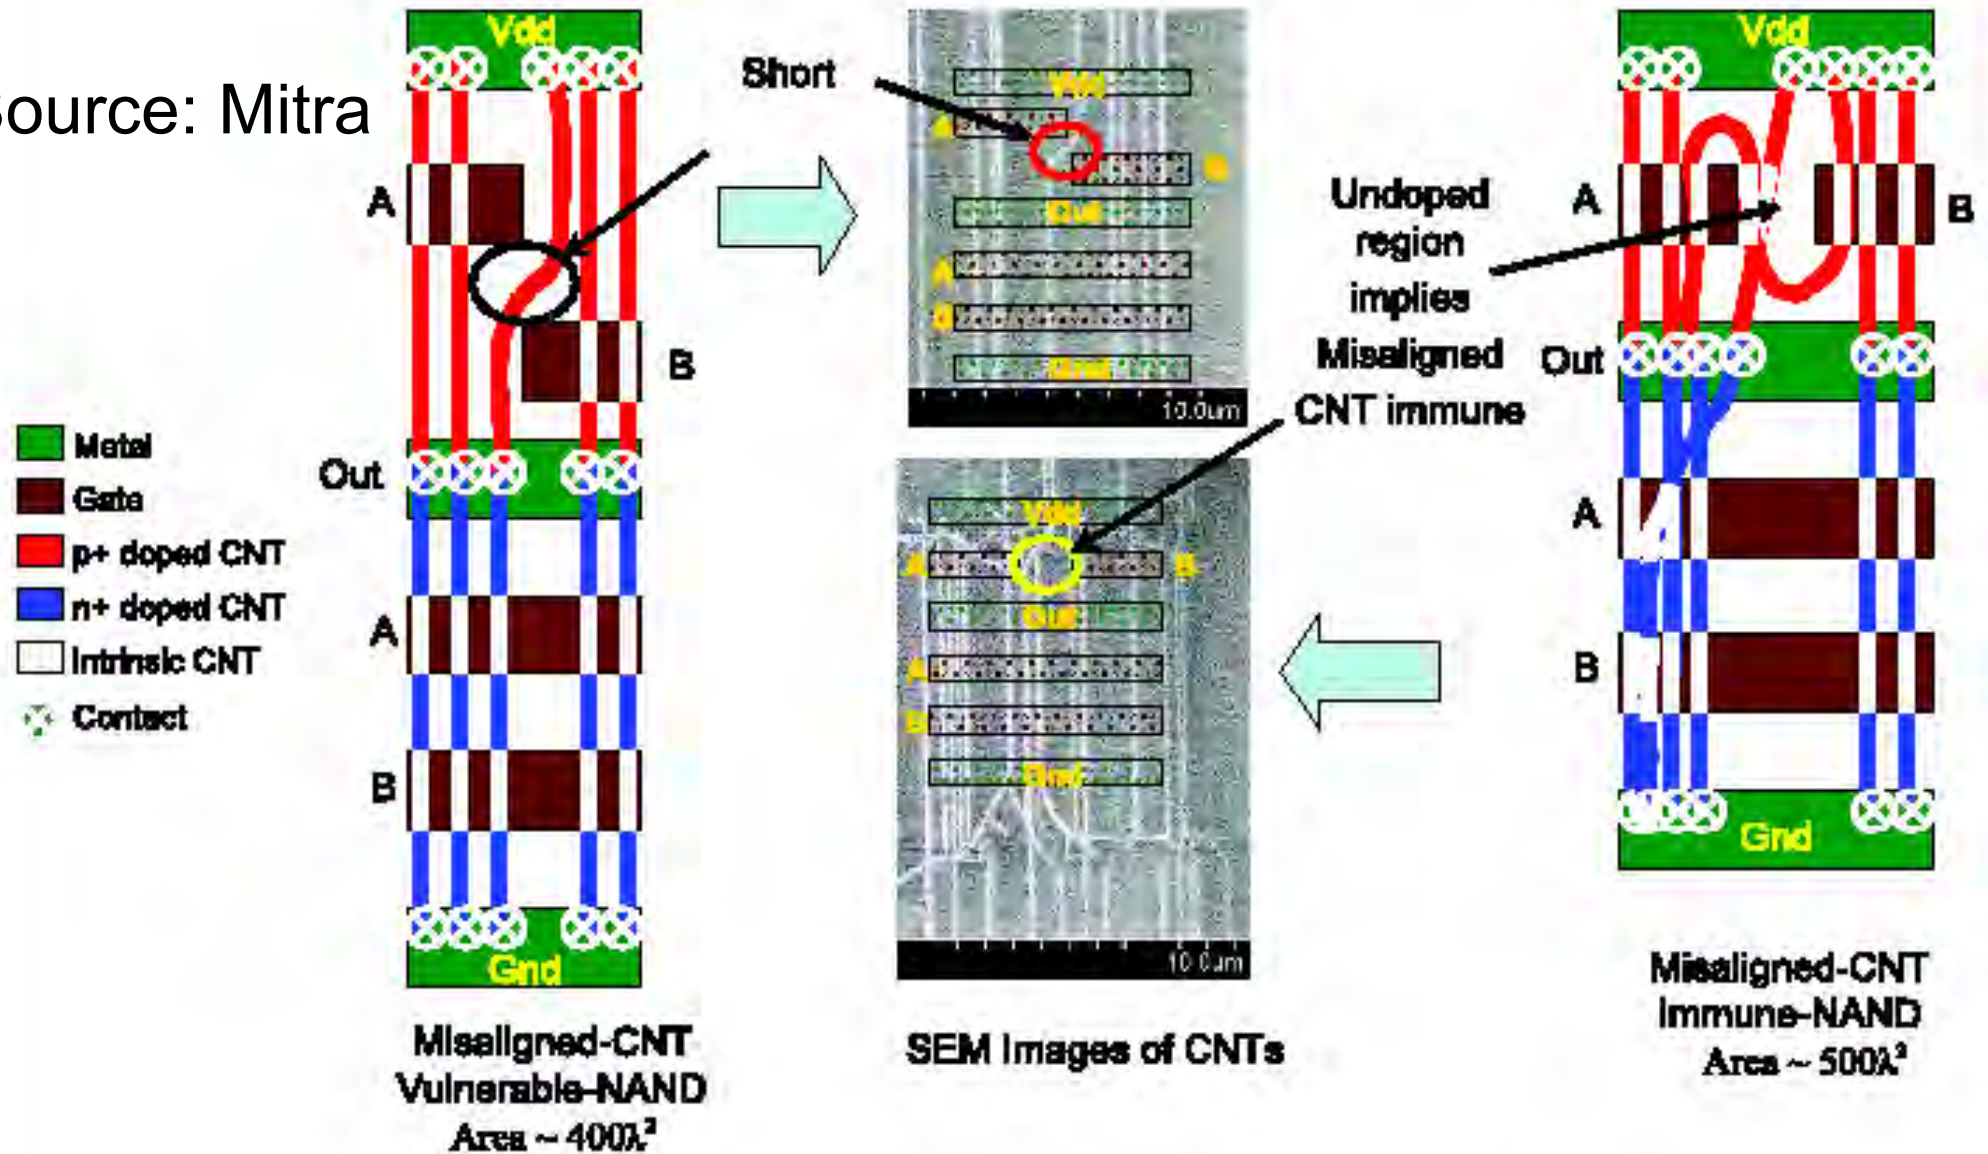 Source: Mitra
Vdd
A
B
Out
A
B
Gnd
Metal
Gate
p+ doped CNT
n+ doped CNT
Intrinsic CNT
Contact
Misaligned-CNT
Vulnerable-NAND
Area ~ 400λ²
Short
Vdd
A
B
Out
A
B
Gnd
10.0um
Vdd
A
B
Out
A
B
Gnd
10.0um
SEM Images of CNTs
Undoped
region
implies
Misaligned
CNT immune
Vdd
A
B
Out
A
B
Gnd
Misaligned-CNT
Immune-NAND
Area ~ 500λ²